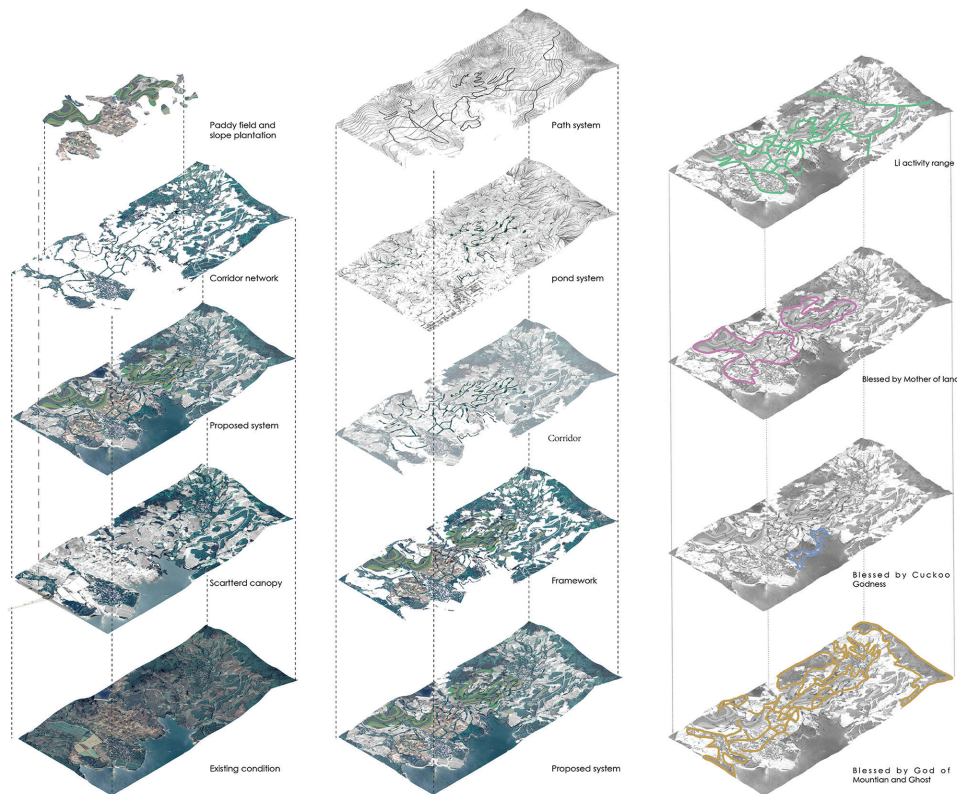 Paddy field and
slope plantation
Corridor network
Proposed system
Scartterd canopy
Existing condition
Path system
pond system
Corridor
Framework
Proposed system
Li activity range
Blessed by Mother of land
Blessed by Cuckoo
Godness
Blessed by God of
Mountian and Ghost